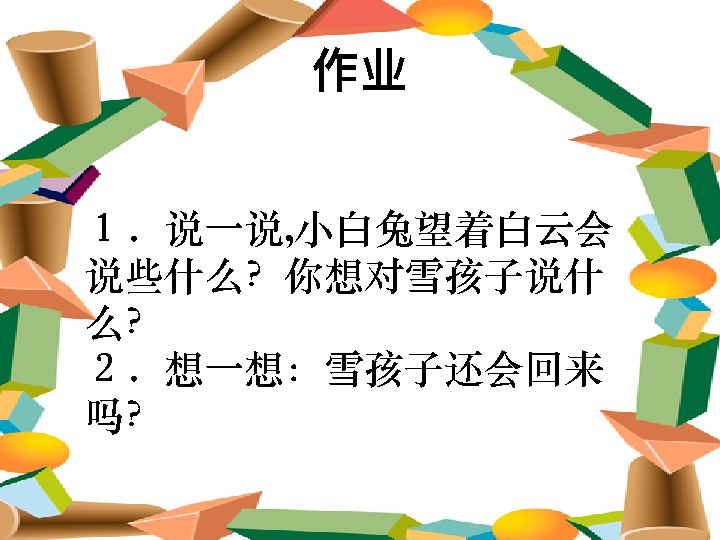 作业
１．说一说,小白兔望着白云会
说些什么？你想对雪孩子说什
么？
２．想一想：雪孩子还会回来
吗？